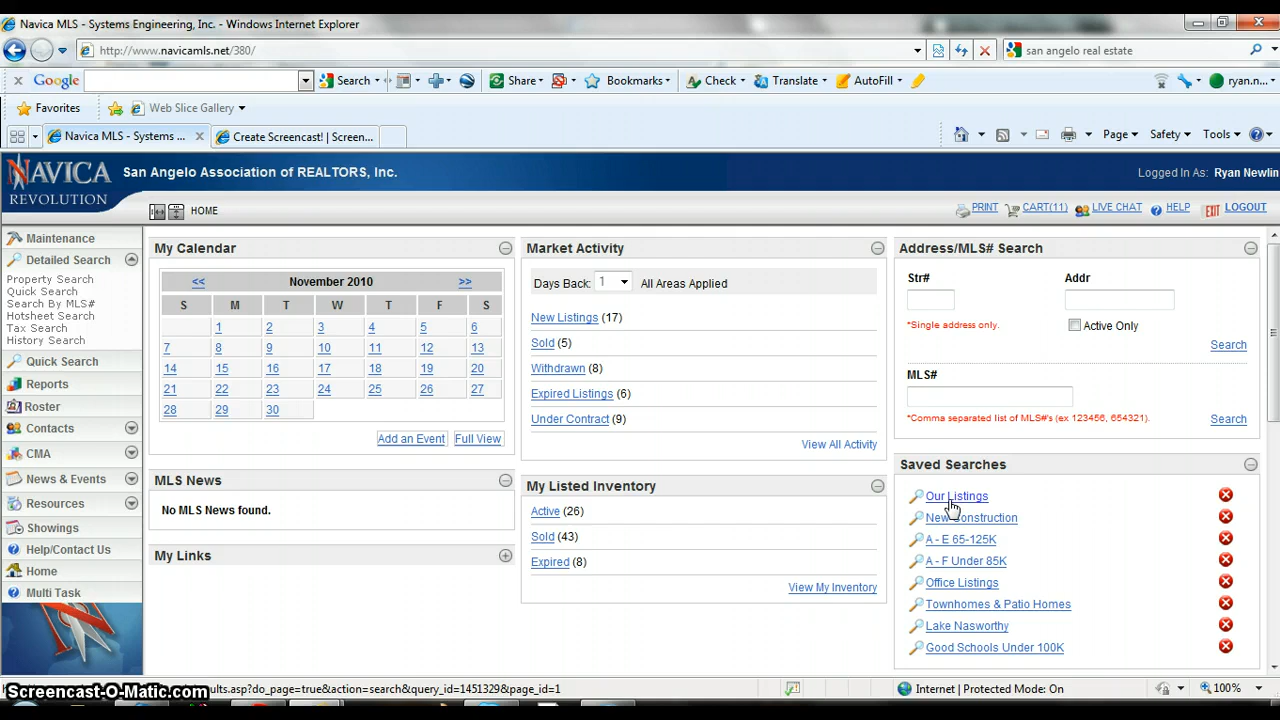 Navica MLS - Systems Engineering, Inc. - Windows Internet Explorer
http://www.navicamls.net/380/
san angelo real estate
Google
Search
Share
Bookmarks
Check
Translate
AutoFill
ryan.n...
Favorites
Web Slice Gallery
Navica MLS - Systems ...
Create Screencast! | Screen...
Page
Safety
Tools
NAVICA
REVOLUTION
San Angelo Association of REALTORS, Inc.
Logged In As: Ryan Newlin
HOME
PRINT
CART(11)
LIVE CHAT
HELP
EXIT
LOGOUT
Maintenance
Detailed Search
Property Search
Quick Search
Search By MLS#
Hotsheet Search
Tax Search
History Search
Quick Search
Reports
Roster
Contacts
CMA
News & Events
Resources
Showings
Help/Contact Us
Home
Multi Task
My Calendar
<< November 2010 >>
S M T W T F S
1 2 3 4 5 6
7 8 9 10 11 12 13
14 15 16 17 18 19 20
21 22 23 24 25 26 27
28 29 30
Add an Event
Full View
MLS News
No MLS News found.
My Links
Market Activity
Days Back: 1 All Areas Applied
New Listings (17)
Sold (5)
Withdrawn (8)
Expired Listings (6)
Under Contract (9)
View All Activity
My Listed Inventory
Active (26)
Sold (43)
Expired (8)
View My Inventory
Address/MLS# Search
Str# Addr
*Single address only.
Active Only
Search
MLS#
*Comma separated list of MLS#'s (ex 123456, 654321).
Search
Saved Searches
Our Listings
New Construction
A - E 65-125K
A - F Under 85K
Office Listings
Townhomes & Patio Homes
Lake Nasworthy
Good Schools Under 100K
Screencast-O-Matic.com
ults.asp?do_page=true&action=search&query_id=1451329&page_id=1
Internet | Protected Mode: On
100%